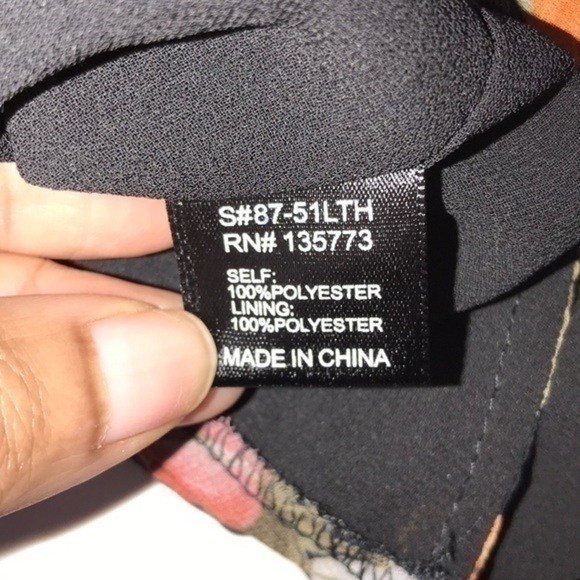 S#87-51LTH
RN# 135773
SELF:
100%POLYESTER
LINING:
100%POLYESTER
MADE IN CHINA